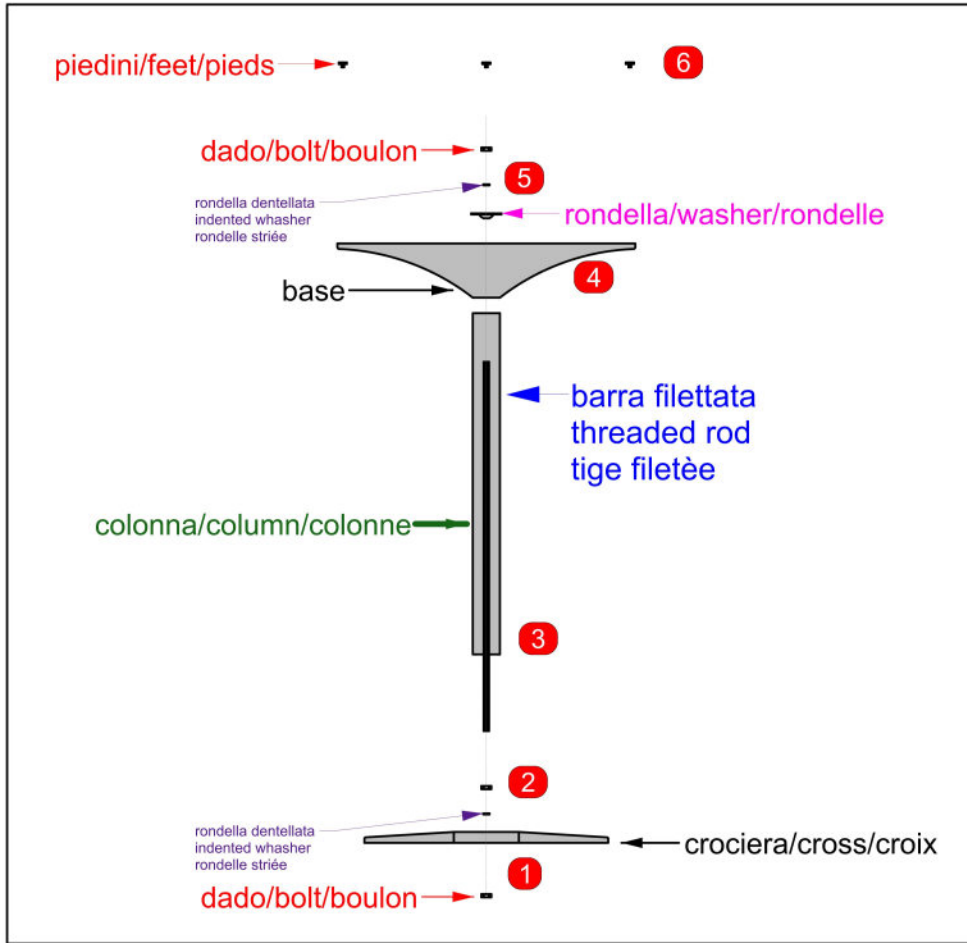 piedini/feet/pieds
6
dado/bolt/boulon
5
rondella dentellata
indented whasher
rondelle striée
rondella/washer/rondelle
4
base
barra filettata
threaded rod
tige filetèe
colonna/column/colonne
3
2
rondella dentellata
indented whasher
rondelle striée
crociera/cross/croix
1
dado/bolt/boulon